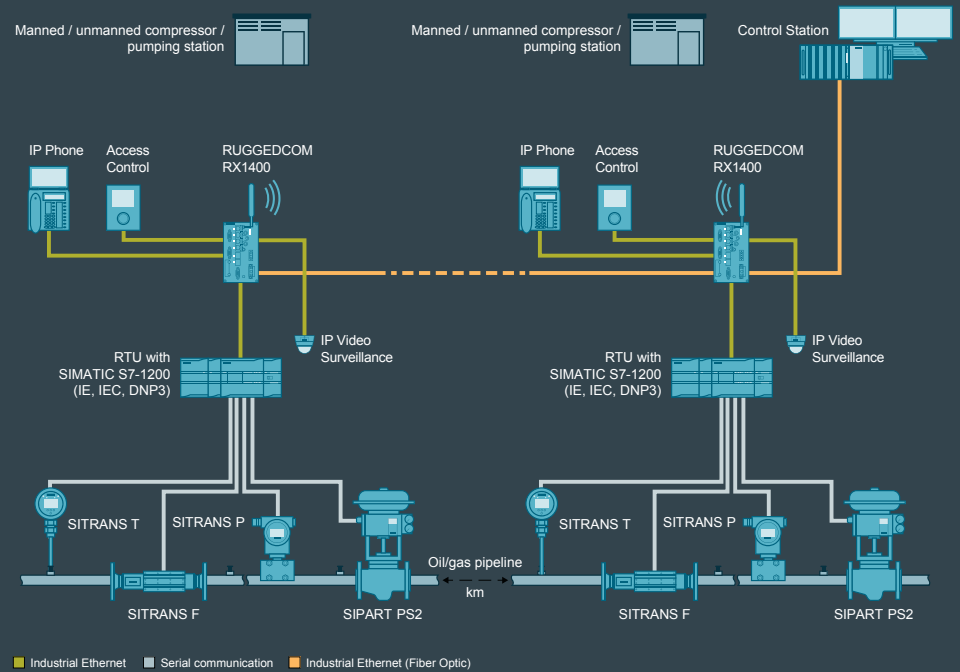 Manned / unmanned compressor /
pumping station
Manned / unmanned compressor /
pumping station
Control Station
IP Phone
Access
Control
RUGGEDCOM
RX1400
IP Phone
Access
Control
RUGGEDCOM
RX1400
IP Video
Surveillance
RTU with
SIMATIC S7-1200
(IE, IEC, DNP3)
IP Video
Surveillance
RTU with
SIMATIC S7-1200
(IE, IEC, DNP3)
SITRANS T
SITRANS P
SITRANS F
SIPART PS2
Oil/gas pipeline
km
SITRANS T
SITRANS P
SITRANS F
SIPART PS2
Industrial Ethernet
Serial communication
Industrial Ethernet (Fiber Optic)